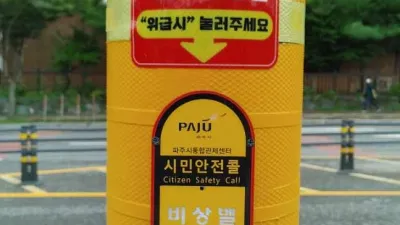 "위급시" 눌러주세요
PAJU
파주시통합관제센터
시민안전콜
Citizen Safety Call
비상벨